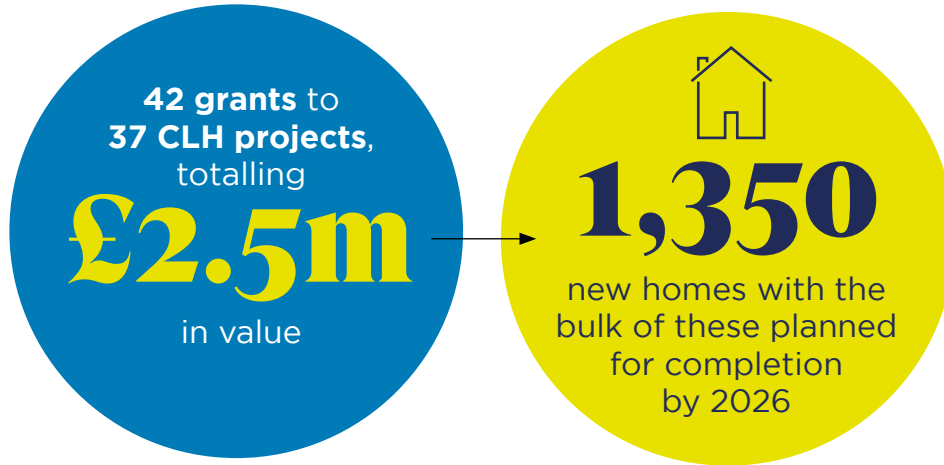 42 grants to
37 CLH projects,
totalling
£2.5m
in value
1,350
new homes with the
bulk of these planned
for completion
by 2026